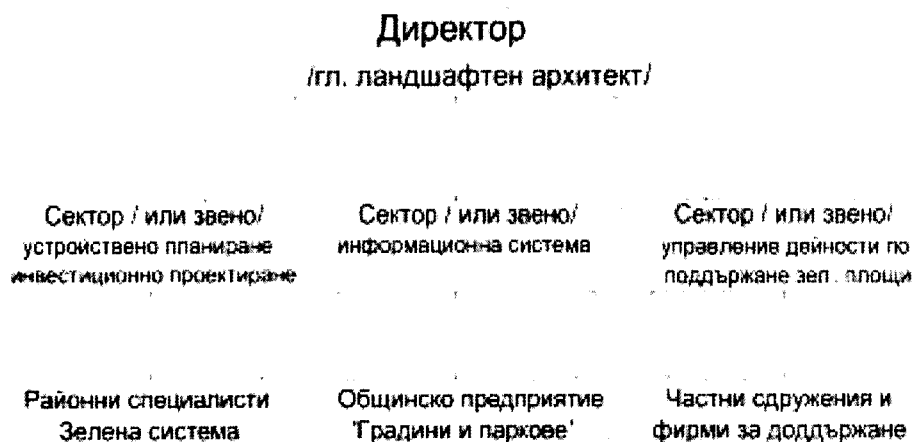 Директор
/гл. ландшафтен архитект/
Сектор / или звено/
устройствено планиране
инвестиционно проектиране
Сектор / или звено/
информационна система
Сектор / или звено/
управление дейности по
поддържане зел. площи
Районни специалисти
Зелена система
Общинско предприятие
'Градини и паркове'
Частни сдружения и
фирми за доддържане